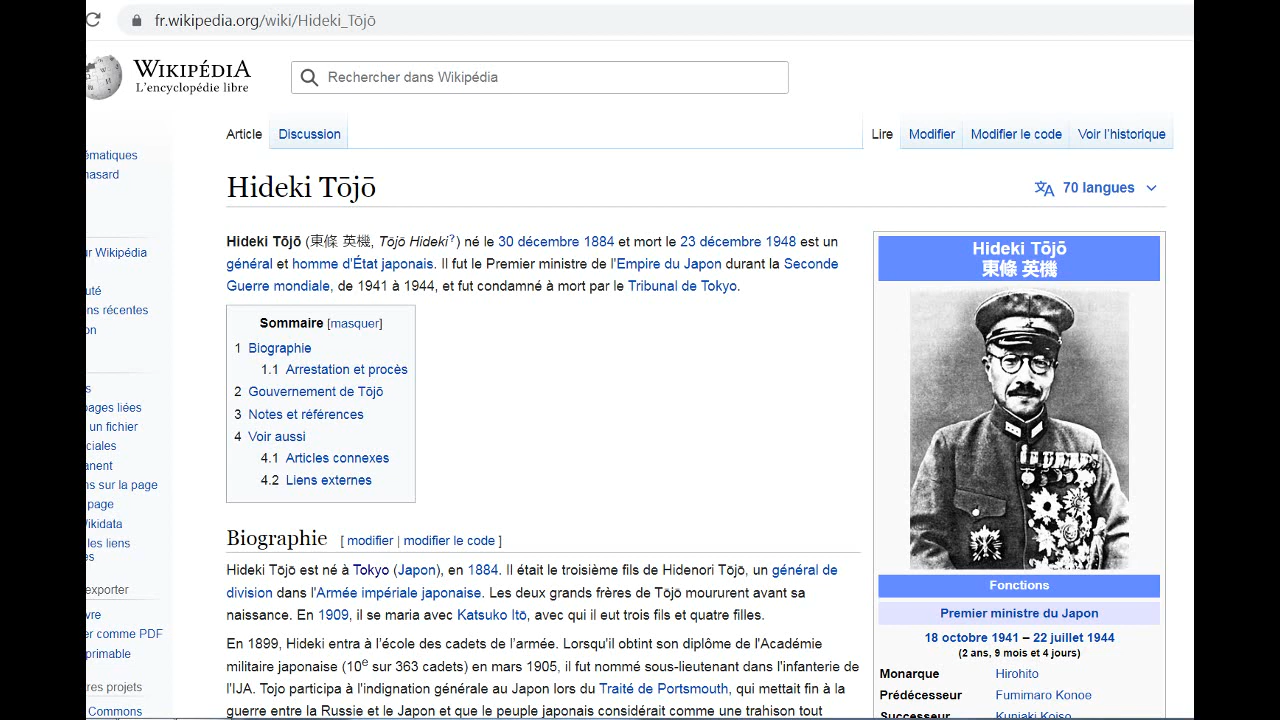 fr.wikipedia.org/wiki/Hideki_Tōjō
WIKIPÉDIA
L'encyclopédie libre
Rechercher dans Wikipédia
Article
Discussion
Lire
Modifier
Modifier le code
Voir l'historique
ématiques
hasard
ur Wikipédia
uté
ns récentes
on
s
pages liées
un fichier
ciales
anent
ns sur la page
page
Wikidata
les liens
es
exporter
vre
er comme PDF
primable
res projets
Commons
Hideki Tōjō
70 langues
Hideki Tōjō (東條 英機, Tōjō Hideki?) né le 30 décembre 1884 et mort le 23 décembre 1948 est un
général et homme d'État japonais. Il fut le Premier ministre de l'Empire du Japon durant la Seconde
Guerre mondiale, de 1941 à 1944, et fut condamné à mort par le Tribunal de Tokyo.
Sommaire [masquer]
1 Biographie
1.1 Arrestation et procès
2 Gouvernement de Tōjō
3 Notes et références
4 Voir aussi
4.1 Articles connexes
4.2 Liens externes
Biographie [ modifier | modifier le code ]
Hideki Tōjō est né à Tokyo (Japon), en 1884. Il était le troisième fils de Hidenori Tōjō, un général de
division dans l'Armée impériale japonaise. Les deux grands frères de Tōjō moururent avant sa
naissance. En 1909, il se maria avec Katsuko Itō, avec qui il eut trois fils et quatre filles.
En 1899, Hideki entra à l'école des cadets de l'armée. Lorsqu'il obtint son diplôme de l'Académie
militaire japonaise (10e sur 363 cadets) en mars 1905, il fut nommé sous-lieutenant dans l'infanterie de
l'IJA. Tojo participa à l'indignation générale au Japon lors du Traité de Portsmouth, qui mettait fin à la
guerre entre la Russie et le Japon et que le peuple japonais considérait comme une trahison tout
Hideki Tōjō
東條 英機
Fonctions
Premier ministre du Japon
18 octobre 1941 – 22 juillet 1944
(2 ans, 9 mois et 4 jours)
Monarque Hirohito
Prédécesseur Fumimaro Konoe
Successeur Kuniaki Koiso